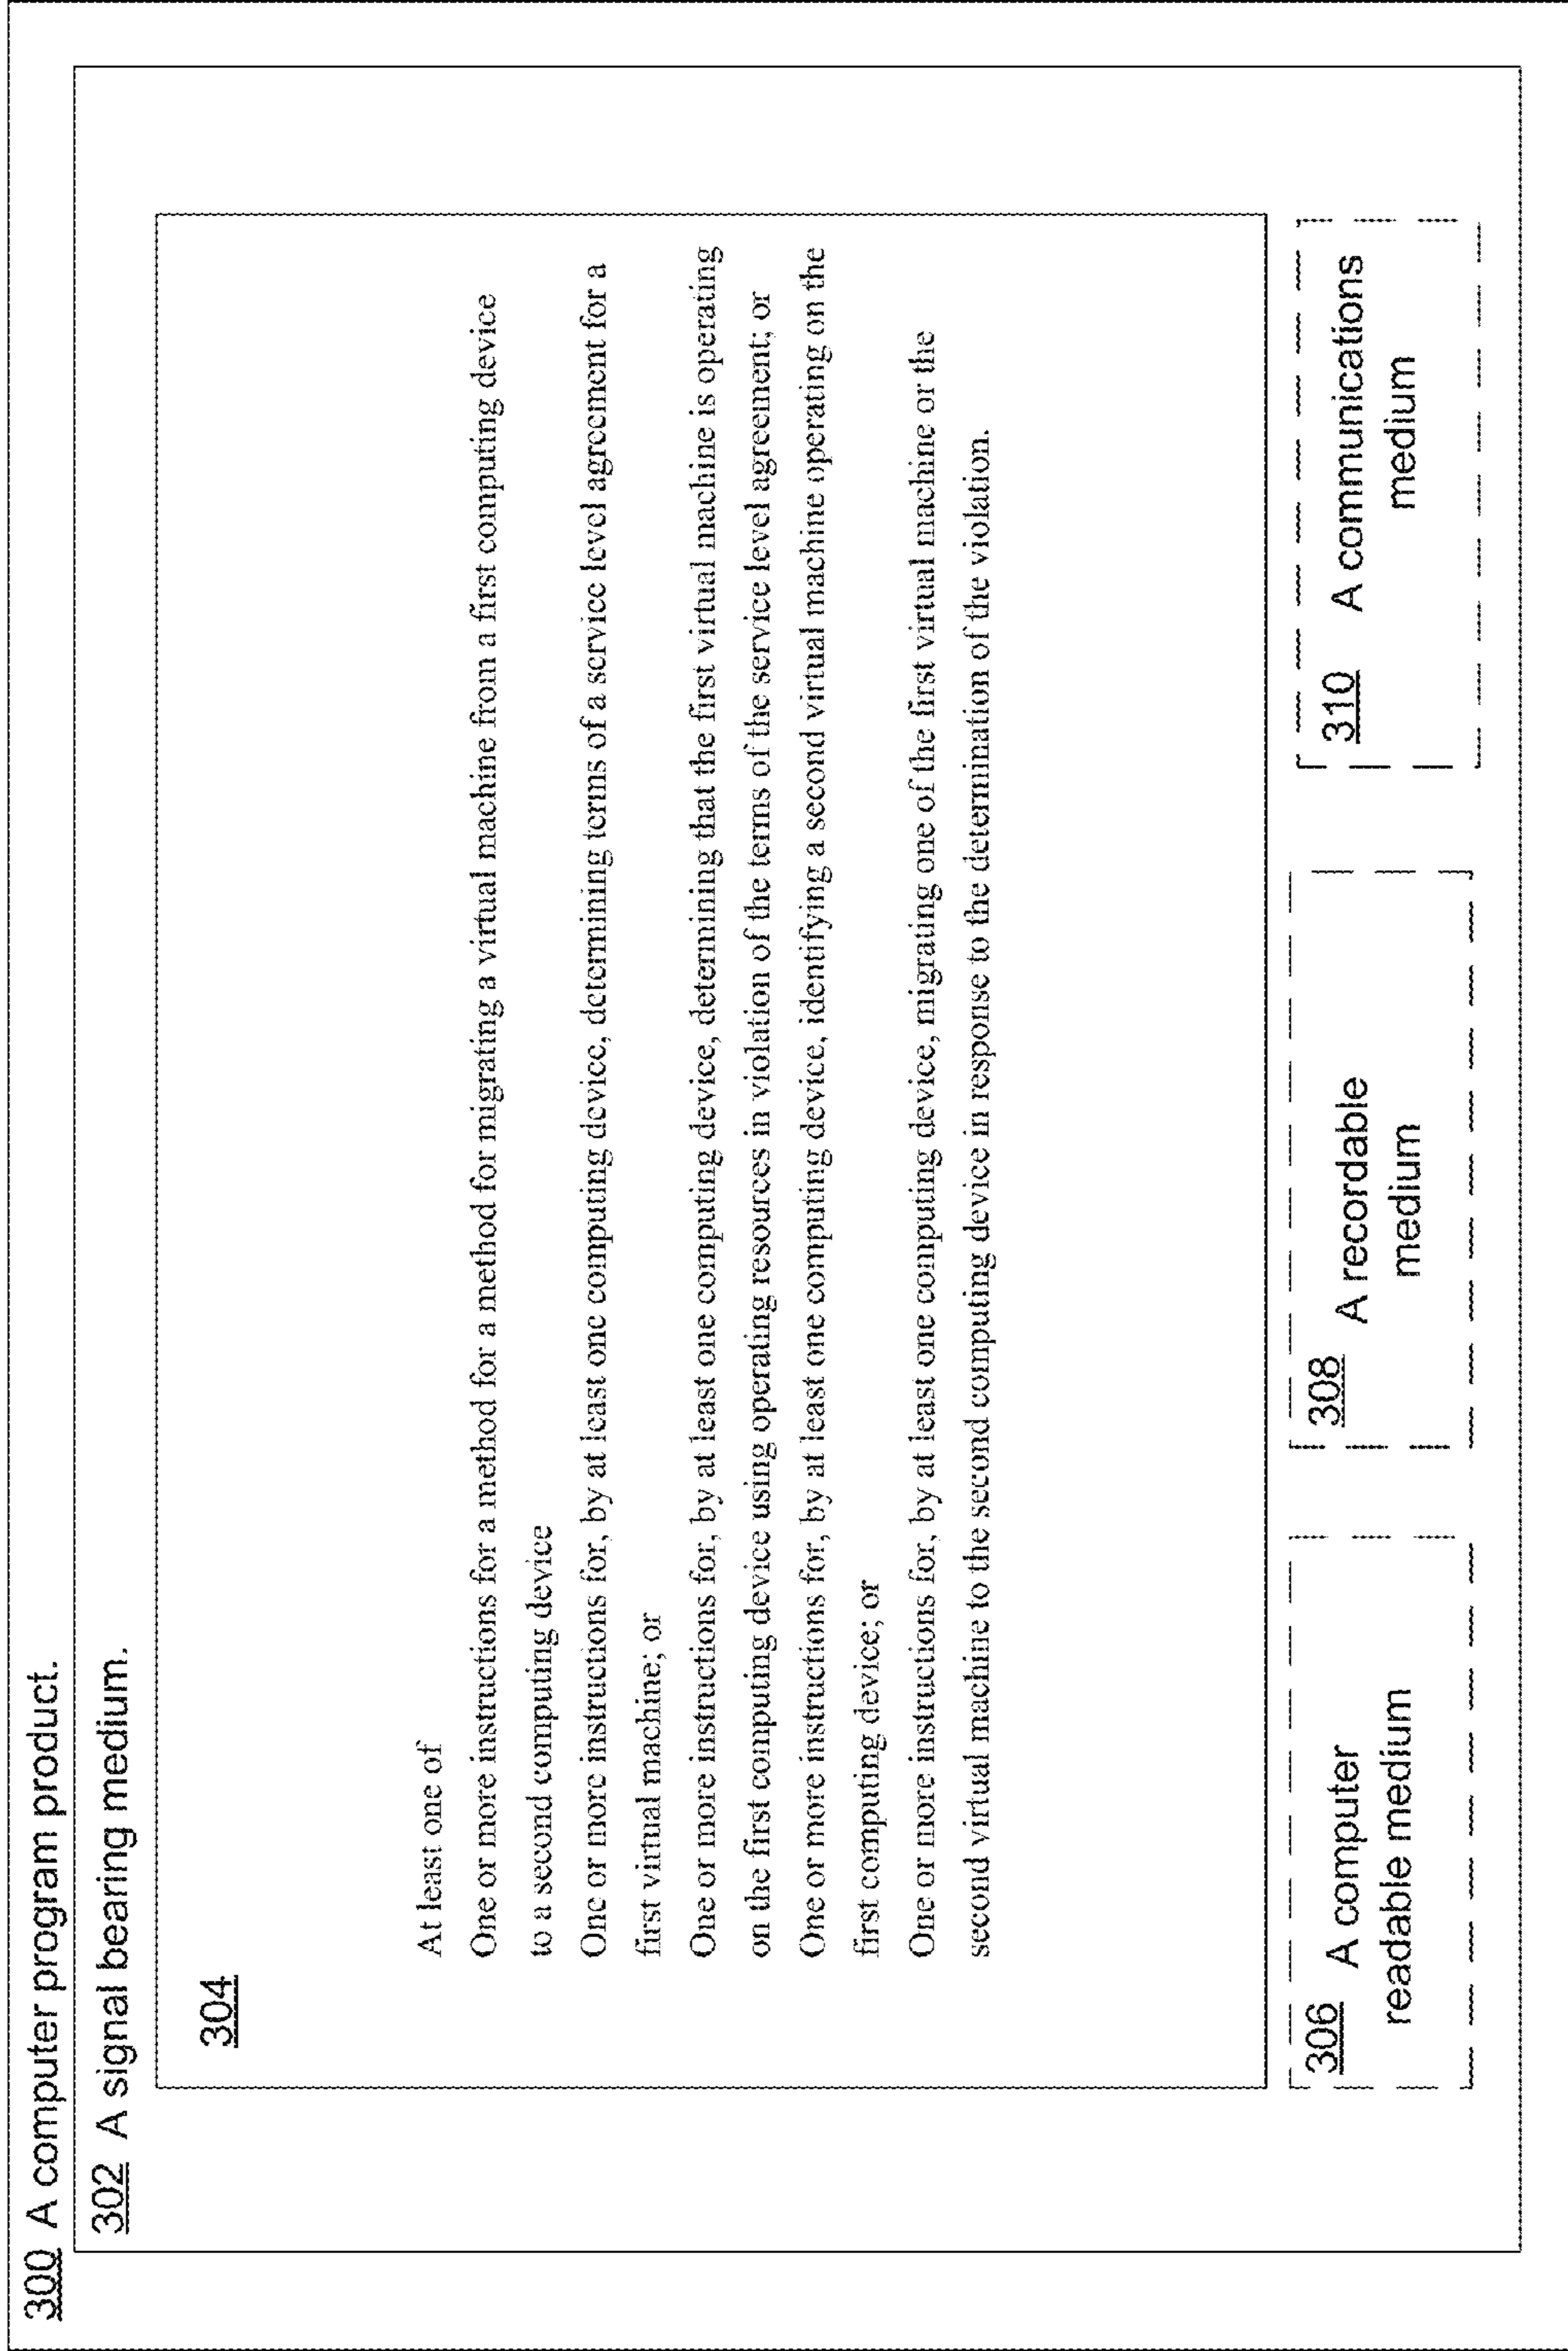 300 A computer program product.
302 A signal bearing medium.
304
At least one of
One or more instructions for a method for a method for migrating a virtual machine from a first computing device
to a second computing device
One or more instructions for, by at least one computing device, determining terms of a service level agreement for a
first virtual machine; or
One or more instructions for, by at least one computing device, determining that the first virtual machine is operating
on the first computing device using operating resources in violation of the terms of the service level agreement; or
One or more instructions for, by at least one computing device, identifying a second virtual machine operating on the
first computing device; or
One or more instructions for, by at least one computing device, migrating one of the first virtual machine or the
second virtual machine to the second computing device in response to the determination of the violation.
306 A computer
readable medium
308 A recordable
medium
310 A communications
medium